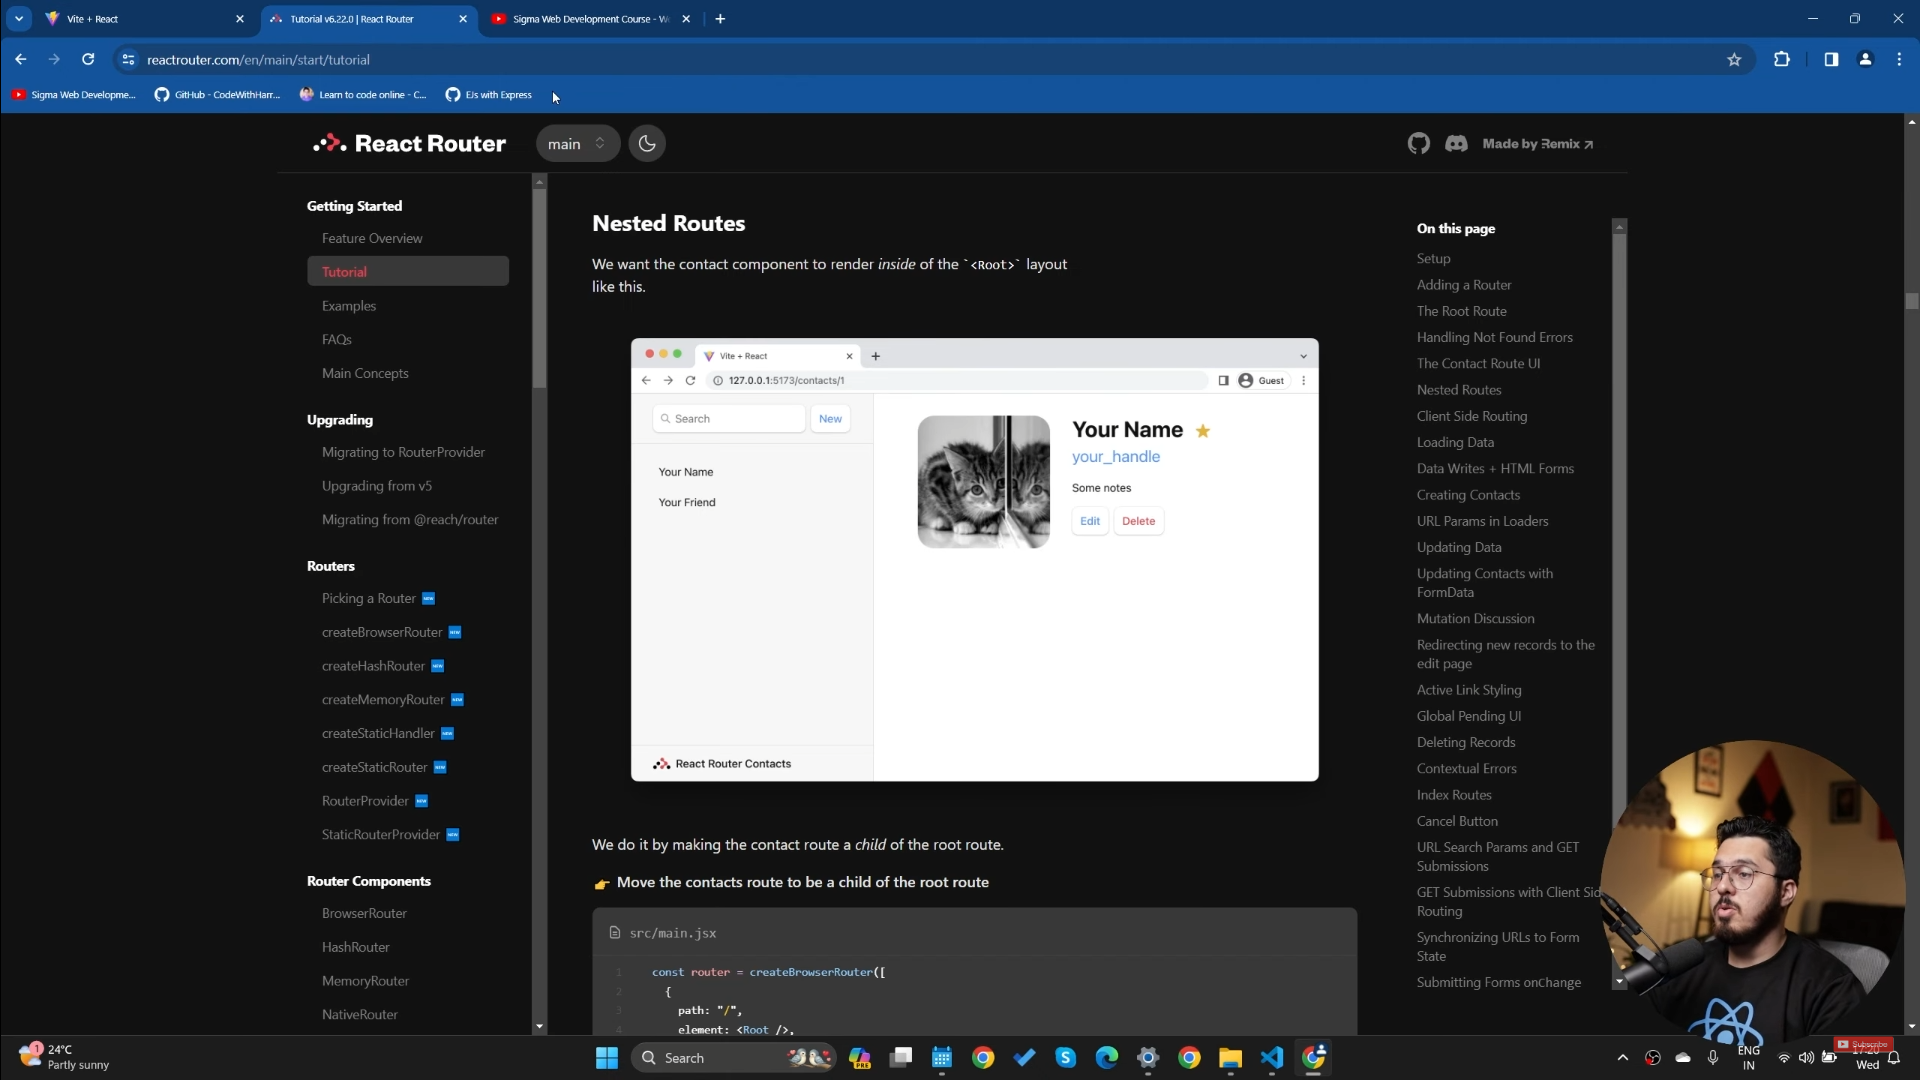 Vite + React
Tutorial v6.22.0 | React Router
Sigma Web Development Course - W
reactrouter.com/en/main/start/tutorial
Sigma Web Developme...
GitHub - CodeWithHarr...
Learn to code online - C...
EJs with Express
React Router
main
Made by Remix ↗
Getting Started
Feature Overview
Tutorial
Examples
FAQs
Main Concepts
Upgrading
Migrating to RouterProvider
Upgrading from v5
Migrating from @reach/router
Routers
Picking a Router NEW
createBrowserRouter NEW
createHashRouter NEW
createMemoryRouter NEW
createStaticHandler NEW
createStaticRouter NEW
RouterProvider NEW
StaticRouterProvider NEW
Router Components
BrowserRouter
HashRouter
MemoryRouter
NativeRouter
Nested Routes
We want the contact component to render inside of the `<Root>` layout
like this.
Vite + React
127.0.0.1:5173/contacts/1
Guest
Search
New
Your Name
Your Friend
Your Name
your_handle
Some notes
Edit
Delete
React Router Contacts
We do it by making the contact route a child of the root route.
Move the contacts route to be a child of the root route
src/main.jsx
1 const router = createBrowserRouter([
2 {
3 path: "/",
4 element: <Root />,
On this page
Setup
Adding a Router
The Root Route
Handling Not Found Errors
The Contact Route UI
Nested Routes
Client Side Routing
Loading Data
Data Writes + HTML Forms
Creating Contacts
URL Params in Loaders
Updating Data
Updating Contacts with
FormData
Mutation Discussion
Redirecting new records to the
edit page
Active Link Styling
Global Pending UI
Deleting Records
Contextual Errors
Index Routes
Cancel Button
URL Search Params and GET
Submissions
GET Submissions with Client Sid
Routing
Synchronizing URLs to Form
State
Submitting Forms onChange
1
24°C
Partly sunny
Search
PRE
ENG
IN
Subscribe
Wed